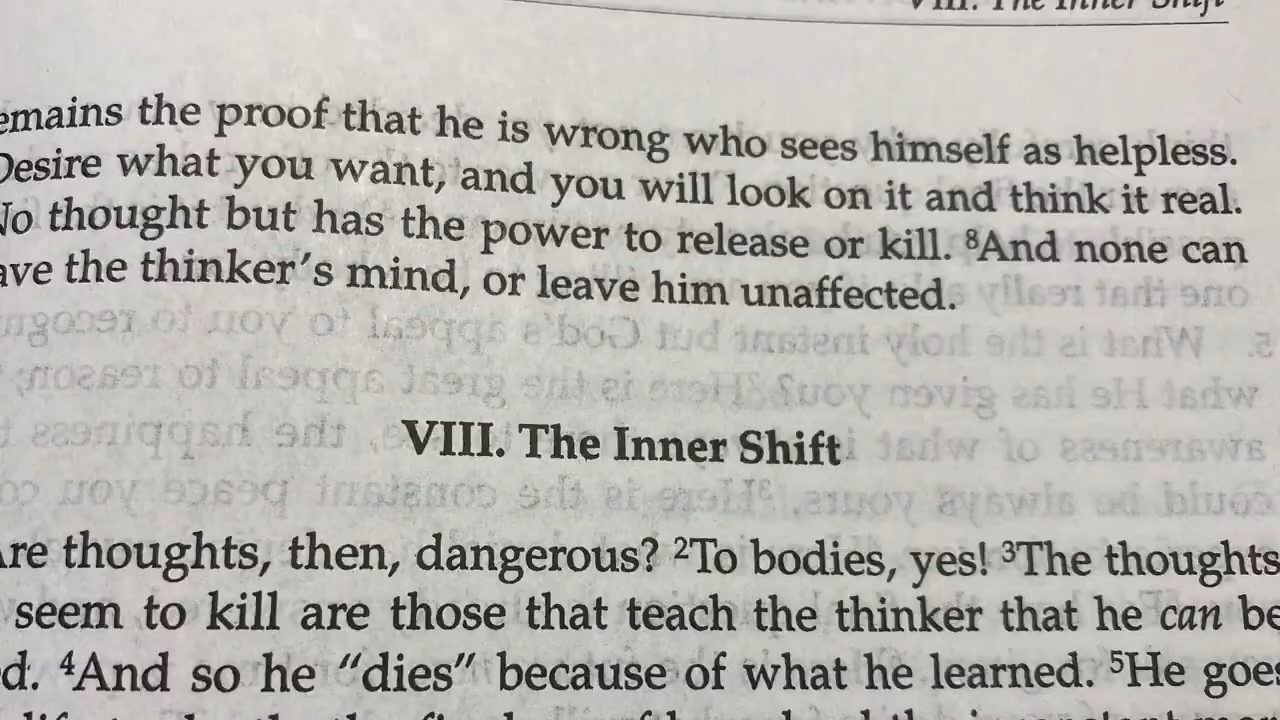 VIII. The Inner Shift
emains the proof that he is wrong who sees himself as helpless.
Desire what you want, and you will look on it and think it real.
No thought but has the power to release or kill. ⁸And none can
ave the thinker's mind, or leave him unaffected.
VIII. The Inner Shift
Are thoughts, then, dangerous? ²To bodies, yes! ³The thoughts
seem to kill are those that teach the thinker that he can be
d. ⁴And so he “dies” because of what he learned. ⁵He goes